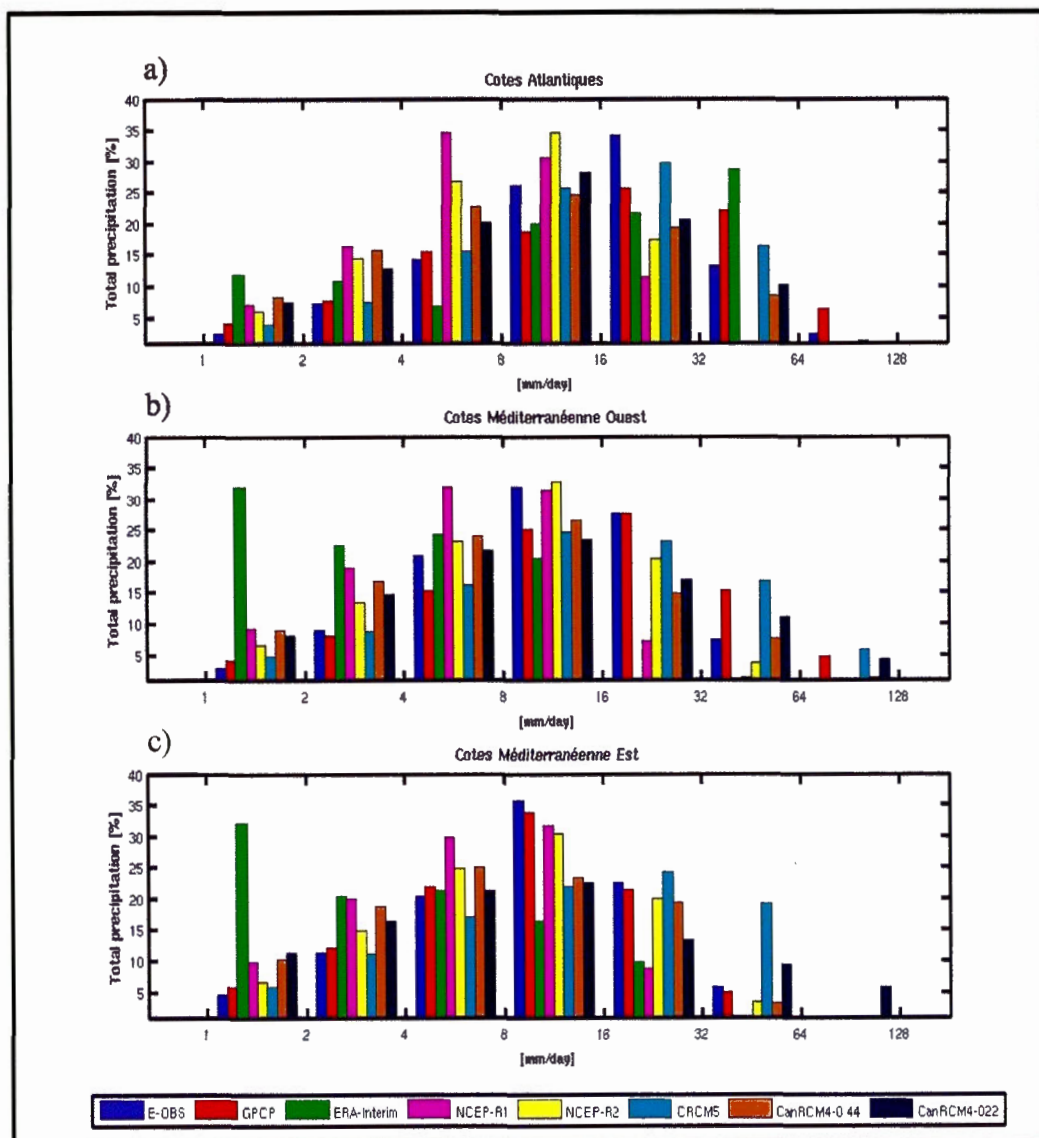 a)
Cotes Atlantiques
Total precipitation [%]
40
35
30
25
20
15
10
5
1 2 4 8 16 32 64 128
[mm/day]
b)
Cotes Méditerranéenne Ouest
Total precipitation [%]
40
35
30
25
20
15
10
5
1 2 4 8 16 32 64 128
[mm/day]
c)
Cotes Méditerranéenne Est
Total precipitation [%]
40
35
30
25
20
15
10
5
1 2 4 8 16 32 64 128
[mm/day]
E-OBS GPCP ERA-Interim NCEP-R1 NCEP-R2 CRCM5 CanRCM4-0 44 CanRCM4-022